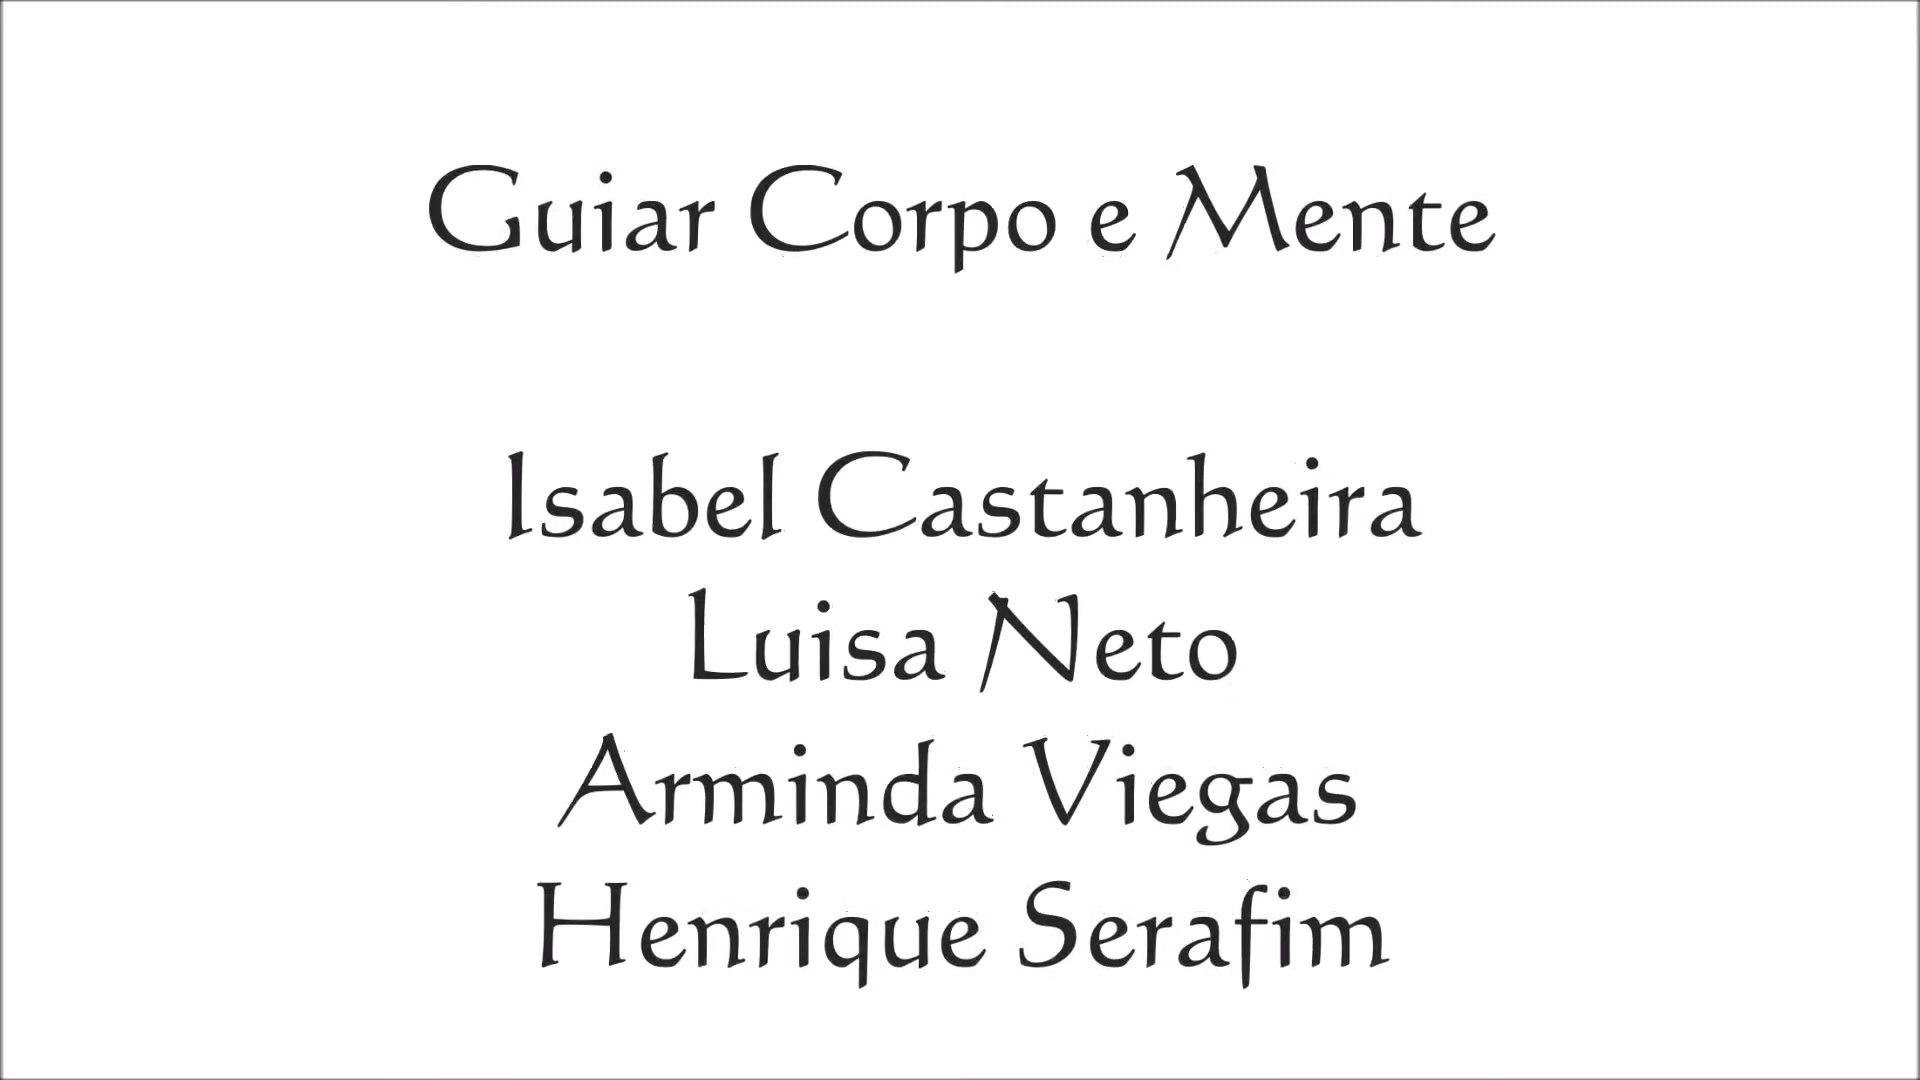 Guiar Corpo e Mente
Isabel Castanheira
Luisa Neto
Arminda Viegas
Henrique Serafim